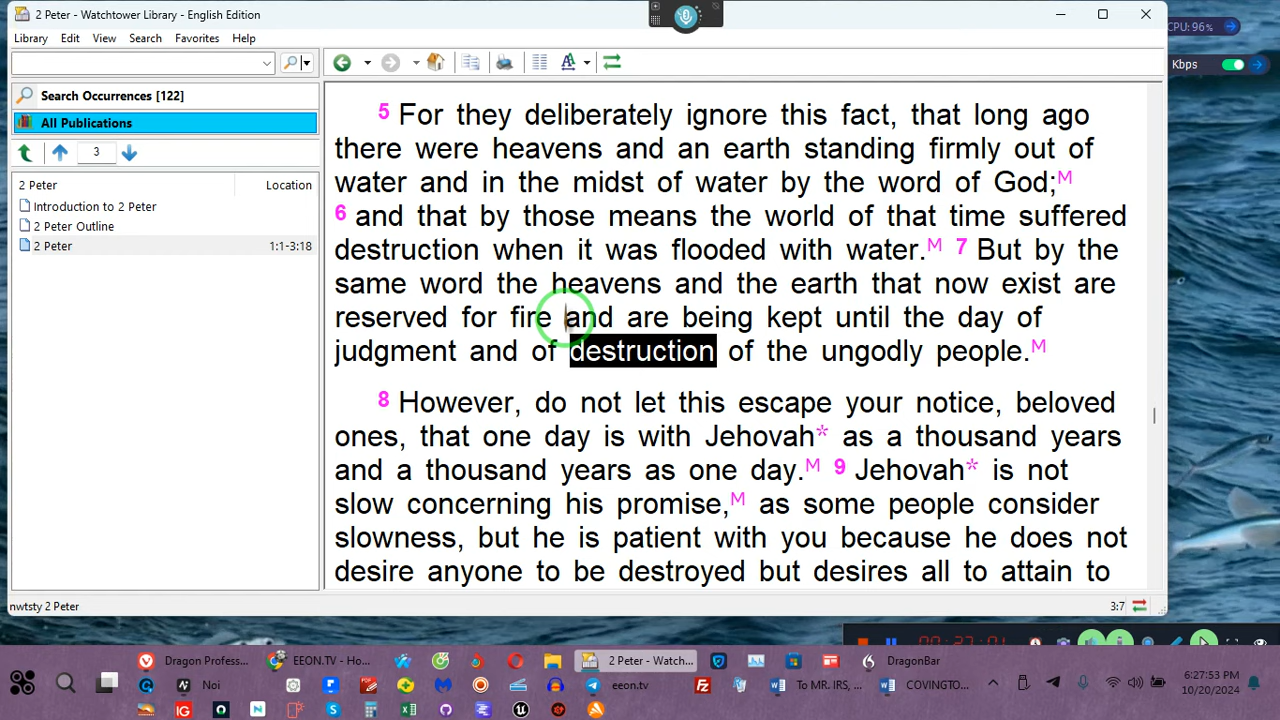 2 Peter - Watchtower Library - English Edition
CPU: 96%
Library Edit View Search Favorites Help
Kbps
Search Occurrences [122]
All Publications
3
2 Peter Location
Introduction to 2 Peter
2 Peter Outline
2 Peter 1:1-3:18
5 For they deliberately ignore this fact, that long ago
there were heavens and an earth standing firmly out of
water and in the midst of water by the word of God;M
6 and that by those means the world of that time suffered
destruction when it was flooded with water.M 7 But by the
same word the heavens and the earth that now exist are
reserved for fire and are being kept until the day of
judgment and of destruction of the ungodly people.M
8 However, do not let this escape your notice, beloved
ones, that one day is with Jehovah* as a thousand years
and a thousand years as one day.M 9 Jehovah* is not
slow concerning his promise,M as some people consider
slowness, but he is patient with you because he does not
desire anyone to be destroyed but desires all to attain to
nwtsty 2 Peter 3:7
Dragon Profess... EEON.TV - Ho... 2 Peter - Watch... DragonBar
Noi eeon.tv To MR. IRS, ... COVINGTO...
6:27:53 PM
10/20/2024